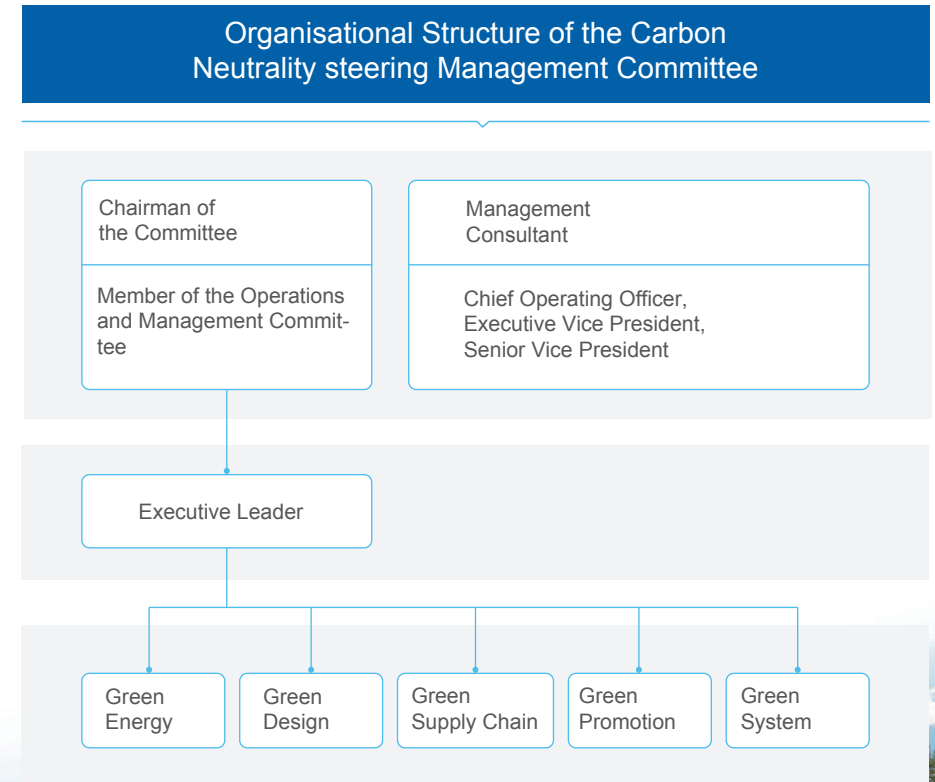 Organisational Structure of the Carbon
Neutrality steering Management Committee
Chairman of
the Committee
Member of the Operations
and Management Commit-
tee
Management
Consultant
Chief Operating Officer,
Executive Vice President,
Senior Vice President
Executive Leader
Green
Energy
Green
Design
Green
Supply Chain
Green
Promotion
Green
System